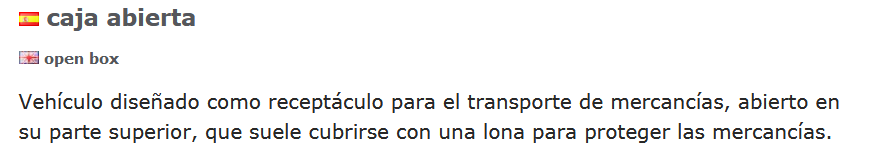 caja abierta
open box
Vehículo diseñado como receptáculo para el transporte de mercancías, abierto en
su parte superior, que suele cubrirse con una lona para proteger las mercancías.